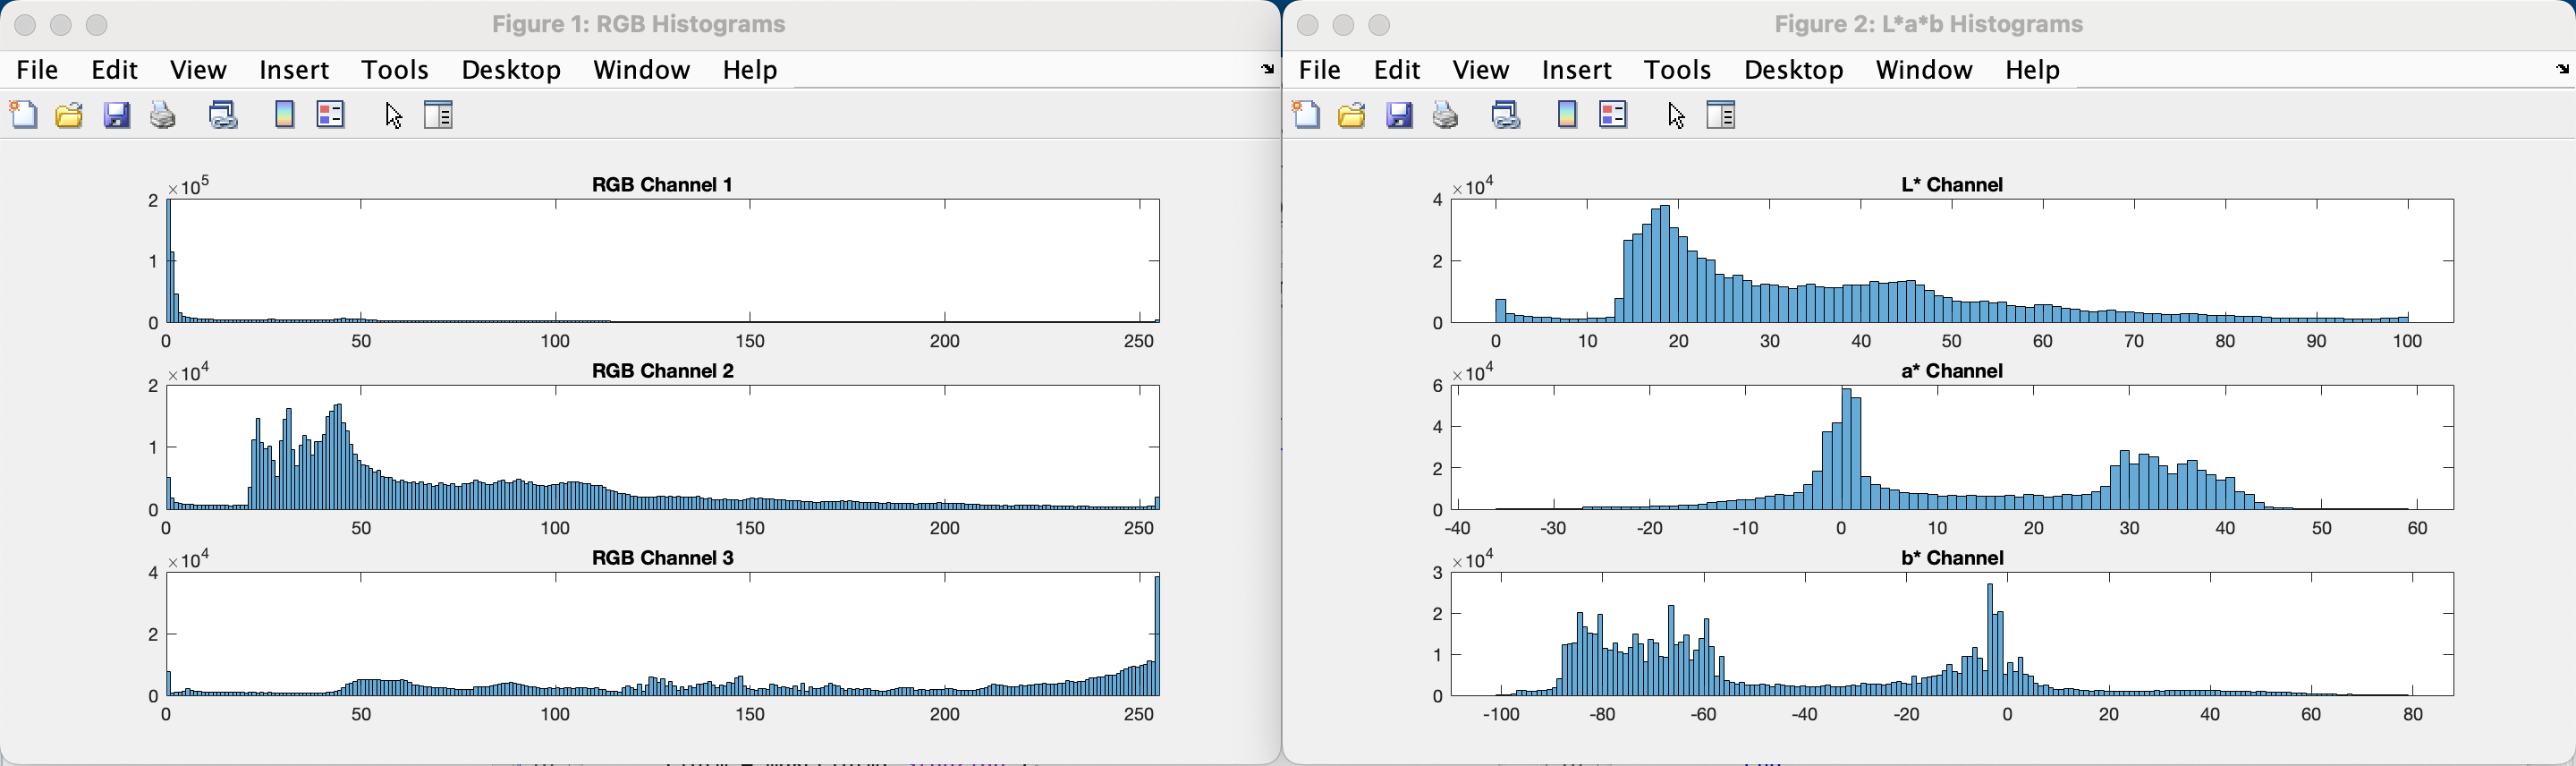 Figure 1: RGB Histograms
File Edit View Insert Tools Desktop Window Help
RGB Channel 1
×10^5
2
1
0
0 50 100 150 200 250
RGB Channel 2
×10^4
2
1
0
0 50 100 150 200 250
RGB Channel 3
×10^4
4
2
0
0 50 100 150 200 250
Figure 2: L*a*b Histograms
File Edit View Insert Tools Desktop Window Help
L* Channel
×10^4
4
2
0
0 10 20 30 40 50 60 70 80 90 100
a* Channel
×10^4
6
4
2
0
-40 -30 -20 -10 0 10 20 30 40 50 60
b* Channel
×10^4
3
2
1
0
-100 -80 -60 -40 -20 0 20 40 60 80